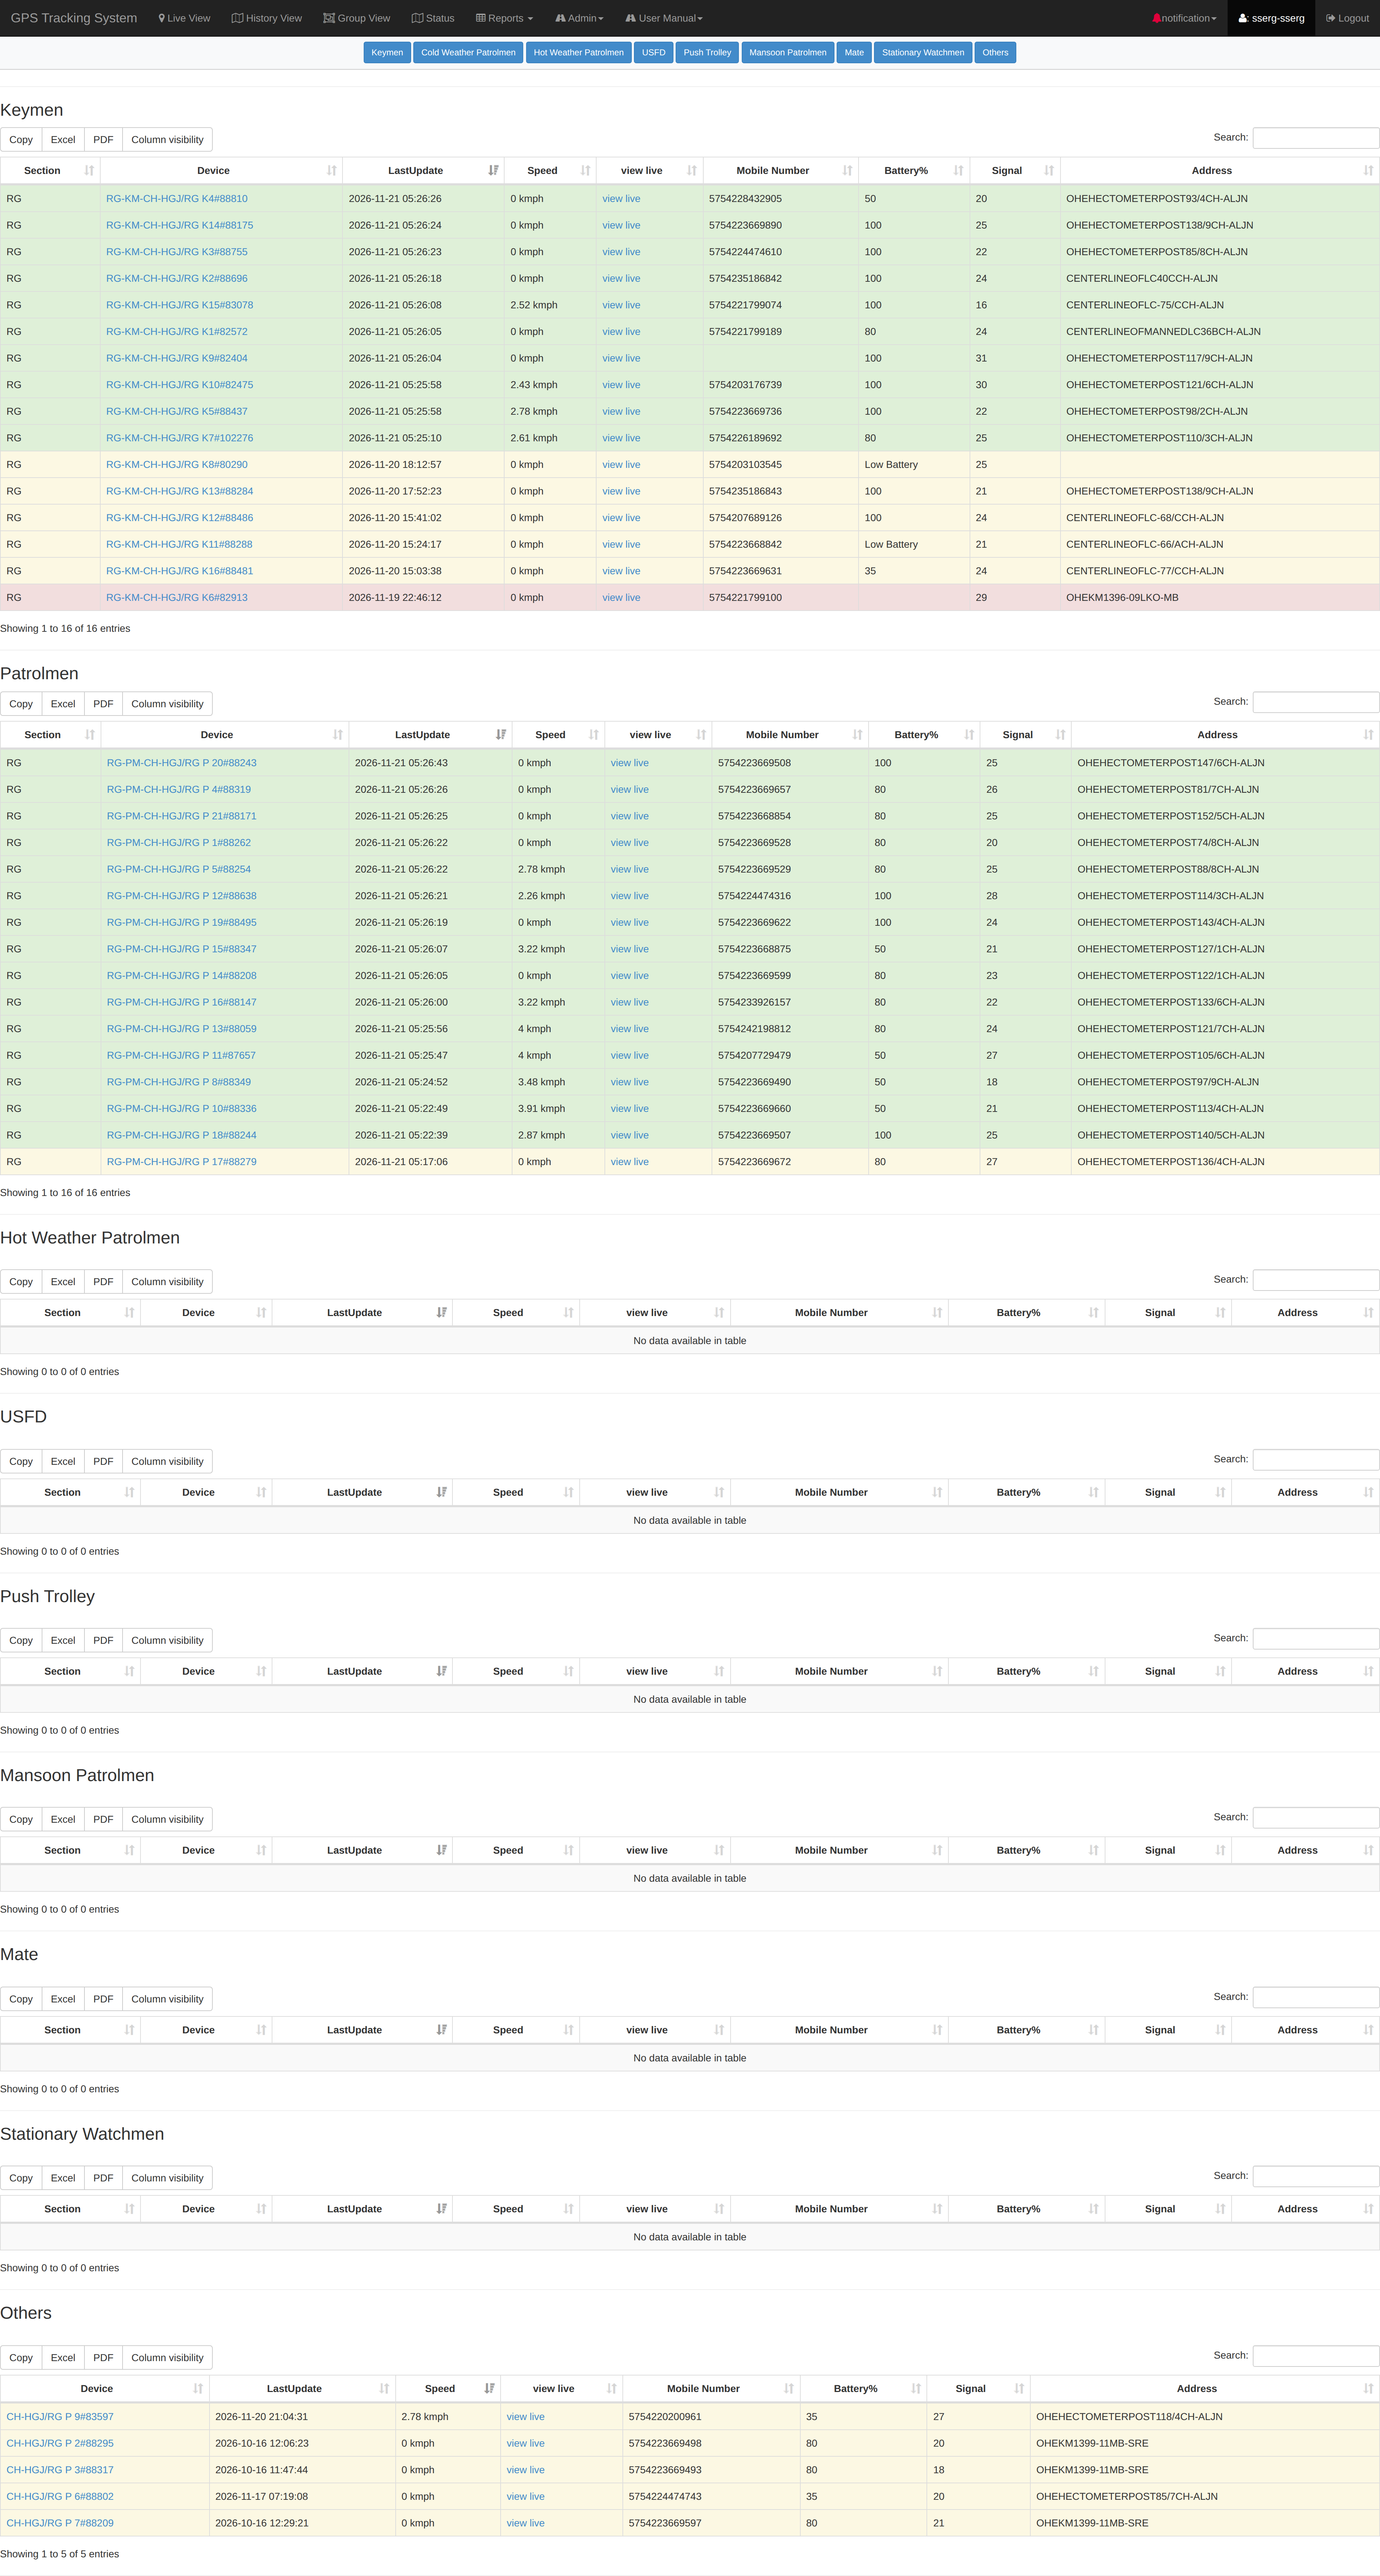 GPS Tracking System Live View History View Group View Status Reports Admin User Manual notification : sserg-sserg Logout
Keymen Cold Weather Patrolmen Hot Weather Patrolmen USFD Push Trolley Mansoon Patrolmen Mate Stationary Watchmen Others
Keymen
Copy Excel PDF Column visibility Search:
Section Device LastUpdate Speed view live Mobile Number Battery% Signal Address
RG RG-KM-CH-HGJ/RG K4#88810 2026-11-21 05:26:26 0 kmph view live 5754228432905 50 20 OHEHECTOMETERPOST93/4CH-ALJN
RG RG-KM-CH-HGJ/RG K14#88175 2026-11-21 05:26:24 0 kmph view live 5754223669890 100 25 OHEHECTOMETERPOST138/9CH-ALJN
RG RG-KM-CH-HGJ/RG K3#88755 2026-11-21 05:26:23 0 kmph view live 5754224474610 100 22 OHEHECTOMETERPOST85/8CH-ALJN
RG RG-KM-CH-HGJ/RG K2#88696 2026-11-21 05:26:18 0 kmph view live 5754235186842 100 24 CENTERLINEOFLC40CCH-ALJN
RG RG-KM-CH-HGJ/RG K15#83078 2026-11-21 05:26:08 2.52 kmph view live 5754221799074 100 16 CENTERLINEOFLC-75/CCH-ALJN
RG RG-KM-CH-HGJ/RG K1#82572 2026-11-21 05:26:05 0 kmph view live 5754221799189 80 24 CENTERLINEOFMANNEDLC36BCH-ALJN
RG RG-KM-CH-HGJ/RG K9#82404 2026-11-21 05:26:04 0 kmph view live 100 31 OHEHECTOMETERPOST117/9CH-ALJN
RG RG-KM-CH-HGJ/RG K10#82475 2026-11-21 05:25:58 2.43 kmph view live 5754203176739 100 30 OHEHECTOMETERPOST121/6CH-ALJN
RG RG-KM-CH-HGJ/RG K5#88437 2026-11-21 05:25:58 2.78 kmph view live 5754223669736 100 22 OHEHECTOMETERPOST98/2CH-ALJN
RG RG-KM-CH-HGJ/RG K7#102276 2026-11-21 05:25:10 2.61 kmph view live 5754226189692 80 25 OHEHECTOMETERPOST110/3CH-ALJN
RG RG-KM-CH-HGJ/RG K8#80290 2026-11-20 18:12:57 0 kmph view live 5754203103545 Low Battery 25
RG RG-KM-CH-HGJ/RG K13#88284 2026-11-20 17:52:23 0 kmph view live 5754235186843 100 21 OHEHECTOMETERPOST138/9CH-ALJN
RG RG-KM-CH-HGJ/RG K12#88486 2026-11-20 15:41:02 0 kmph view live 5754207689126 100 24 CENTERLINEOFLC-68/CCH-ALJN
RG RG-KM-CH-HGJ/RG K11#88288 2026-11-20 15:24:17 0 kmph view live 5754223668842 Low Battery 21 CENTERLINEOFLC-66/ACH-ALJN
RG RG-KM-CH-HGJ/RG K16#88481 2026-11-20 15:03:38 0 kmph view live 5754223669631 35 24 CENTERLINEOFLC-77/CCH-ALJN
RG RG-KM-CH-HGJ/RG K6#82913 2026-11-19 22:46:12 0 kmph view live 5754221799100 29 OHEKM1396-09LKO-MB
Showing 1 to 16 of 16 entries
Patrolmen
Copy Excel PDF Column visibility Search:
Section Device LastUpdate Speed view live Mobile Number Battery% Signal Address
RG RG-PM-CH-HGJ/RG P 20#88243 2026-11-21 05:26:43 0 kmph view live 5754223669508 100 25 OHEHECTOMETERPOST147/6CH-ALJN
RG RG-PM-CH-HGJ/RG P 4#88319 2026-11-21 05:26:26 0 kmph view live 5754223669657 80 26 OHEHECTOMETERPOST81/7CH-ALJN
RG RG-PM-CH-HGJ/RG P 21#88171 2026-11-21 05:26:25 0 kmph view live 5754223668854 80 25 OHEHECTOMETERPOST152/5CH-ALJN
RG RG-PM-CH-HGJ/RG P 1#88262 2026-11-21 05:26:22 0 kmph view live 5754223669528 80 20 OHEHECTOMETERPOST74/8CH-ALJN
RG RG-PM-CH-HGJ/RG P 5#88254 2026-11-21 05:26:22 2.78 kmph view live 5754223669529 80 25 OHEHECTOMETERPOST88/8CH-ALJN
RG RG-PM-CH-HGJ/RG P 12#88638 2026-11-21 05:26:21 2.26 kmph view live 5754224474316 100 28 OHEHECTOMETERPOST114/3CH-ALJN
RG RG-PM-CH-HGJ/RG P 19#88495 2026-11-21 05:26:19 0 kmph view live 5754223669622 100 24 OHEHECTOMETERPOST143/4CH-ALJN
RG RG-PM-CH-HGJ/RG P 15#88347 2026-11-21 05:26:07 3.22 kmph view live 5754223668875 50 21 OHEHECTOMETERPOST127/1CH-ALJN
RG RG-PM-CH-HGJ/RG P 14#88208 2026-11-21 05:26:05 0 kmph view live 5754223669599 80 23 OHEHECTOMETERPOST122/1CH-ALJN
RG RG-PM-CH-HGJ/RG P 16#88147 2026-11-21 05:26:00 3.22 kmph view live 5754233926157 80 22 OHEHECTOMETERPOST133/6CH-ALJN
RG RG-PM-CH-HGJ/RG P 13#88059 2026-11-21 05:25:56 4 kmph view live 5754242198812 80 24 OHEHECTOMETERPOST121/7CH-ALJN
RG RG-PM-CH-HGJ/RG P 11#87657 2026-11-21 05:25:47 4 kmph view live 5754207729479 50 27 OHEHECTOMETERPOST105/6CH-ALJN
RG RG-PM-CH-HGJ/RG P 8#88349 2026-11-21 05:24:52 3.48 kmph view live 5754223669490 50 18 OHEHECTOMETERPOST97/9CH-ALJN
RG RG-PM-CH-HGJ/RG P 10#88336 2026-11-21 05:22:49 3.91 kmph view live 5754223669660 50 21 OHEHECTOMETERPOST113/4CH-ALJN
RG RG-PM-CH-HGJ/RG P 18#88244 2026-11-21 05:22:39 2.87 kmph view live 5754223669507 100 25 OHEHECTOMETERPOST140/5CH-ALJN
RG RG-PM-CH-HGJ/RG P 17#88279 2026-11-21 05:17:06 0 kmph view live 5754223669672 80 27 OHEHECTOMETERPOST136/4CH-ALJN
Showing 1 to 16 of 16 entries
Hot Weather Patrolmen
Copy Excel PDF Column visibility Search:
Section Device LastUpdate Speed view live Mobile Number Battery% Signal Address
No data available in table
Showing 0 to 0 of 0 entries
USFD
Copy Excel PDF Column visibility Search:
Section Device LastUpdate Speed view live Mobile Number Battery% Signal Address
No data available in table
Showing 0 to 0 of 0 entries
Push Trolley
Copy Excel PDF Column visibility Search:
Section Device LastUpdate Speed view live Mobile Number Battery% Signal Address
No data available in table
Showing 0 to 0 of 0 entries
Mansoon Patrolmen
Copy Excel PDF Column visibility Search:
Section Device LastUpdate Speed view live Mobile Number Battery% Signal Address
No data available in table
Showing 0 to 0 of 0 entries
Mate
Copy Excel PDF Column visibility Search:
Section Device LastUpdate Speed view live Mobile Number Battery% Signal Address
No data available in table
Showing 0 to 0 of 0 entries
Stationary Watchmen
Copy Excel PDF Column visibility Search:
Section Device LastUpdate Speed view live Mobile Number Battery% Signal Address
No data available in table
Showing 0 to 0 of 0 entries
Others
Copy Excel PDF Column visibility Search:
Device LastUpdate Speed view live Mobile Number Battery% Signal Address
CH-HGJ/RG P 9#83597 2026-11-20 21:04:31 2.78 kmph view live 5754220200961 35 27 OHEHECTOMETERPOST118/4CH-ALJN
CH-HGJ/RG P 2#88295 2026-10-16 12:06:23 0 kmph view live 5754223669498 80 20 OHEKM1399-11MB-SRE
CH-HGJ/RG P 3#88317 2026-10-16 11:47:44 0 kmph view live 5754223669493 80 18 OHEKM1399-11MB-SRE
CH-HGJ/RG P 6#88802 2026-11-17 07:19:08 0 kmph view live 5754224474743 35 20 OHEHECTOMETERPOST85/7CH-ALJN
CH-HGJ/RG P 7#88209 2026-10-16 12:29:21 0 kmph view live 5754223669597 80 21 OHEKM1399-11MB-SRE
Showing 1 to 5 of 5 entries